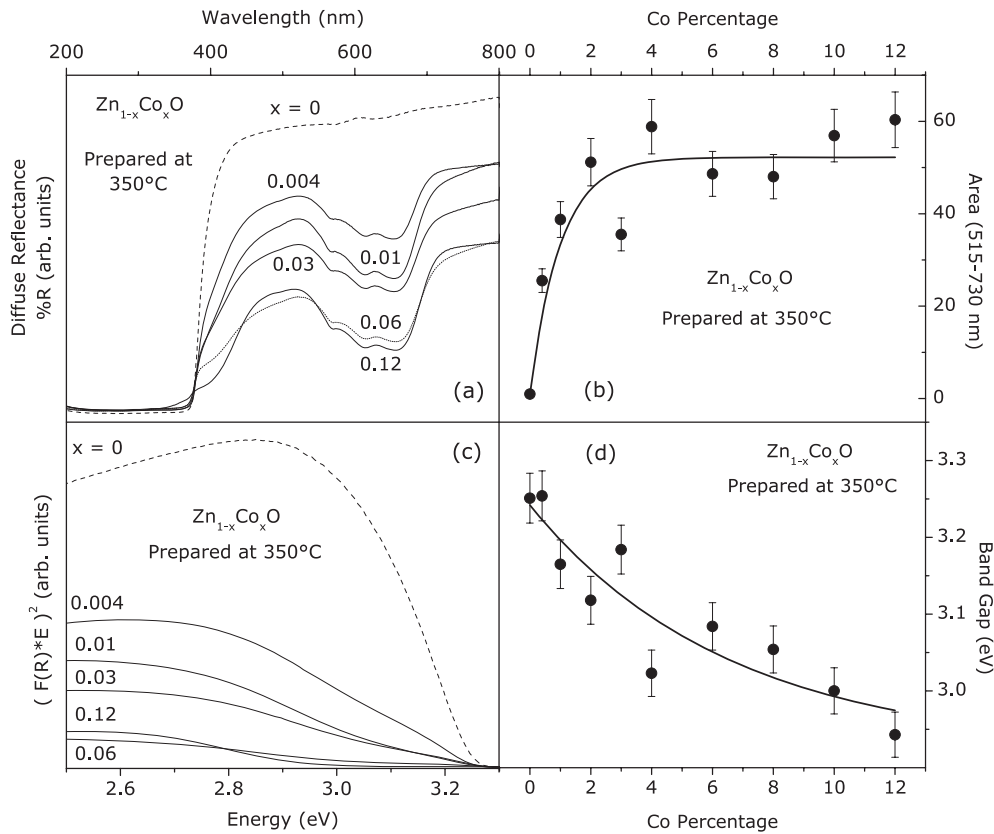 Wavelength (nm)
200 400 600 800
Zn1-xCoxO
Prepared at
350°C
x = 0
0.004
0.01
0.03
0.06
0.12
(a)
Diffuse Reflectance
%R (arb. units)
Co Percentage
0 2 4 6 8 10 12
60
40
20
0
Area (515-730 nm)
Zn1-xCoxO
Prepared at 350°C
(b)
x = 0
(c)
Zn1-xCoxO
Prepared at 350°C
0.004
0.01
0.03
0.12
0.06
( F(R)*E )² (arb. units)
2.6 2.8 3.0 3.2
Energy (eV)
(d)
Zn1-xCoxO
Prepared at 350°C
3.3
3.2
3.1
3.0
Band Gap (eV)
0 2 4 6 8 10 12
Co Percentage